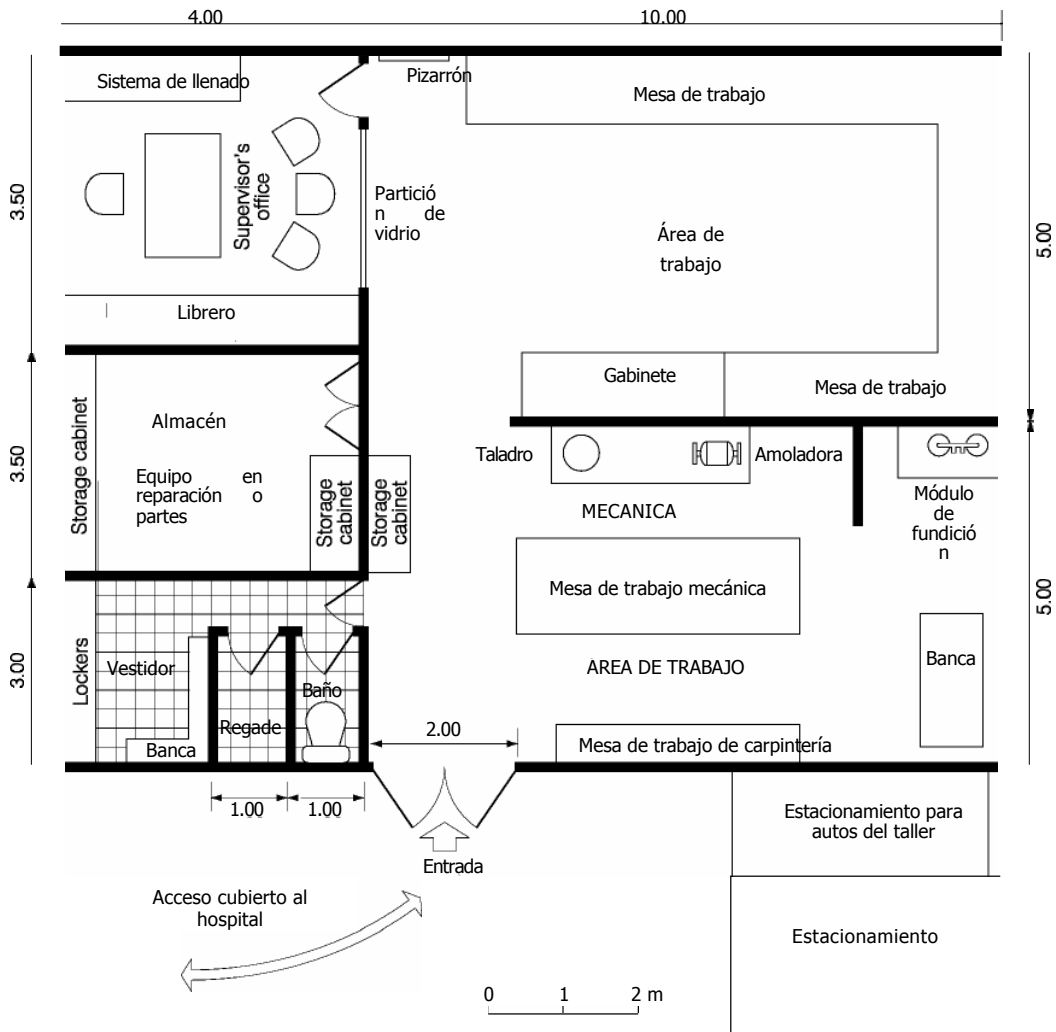 4.00
10.00
Sistema de llenado
Pizarrón
Mesa de trabajo
3.50
Supervisor's
office
Partició
n de
vidrio
Área de
trabajo
5.00
Librero
Gabinete
Mesa de trabajo
3.50
Storage cabinet
Almacén
Equipo en
reparación o
partes
Storage
cabinet
Storage
cabinet
Taladro
Amoladora
MECANICA
Módulo
de
fundició
n
Mesa de trabajo mecánica
5.00
3.00
Lockers
Vestidor
Baño
AREA DE TRABAJO
Banca
Regade
Banca
2.00
Mesa de trabajo de carpintería
1.00
1.00
Entrada
Estacionamiento para
autos del taller
Acceso cubierto al
hospital
Estacionamiento
0 1 2 m